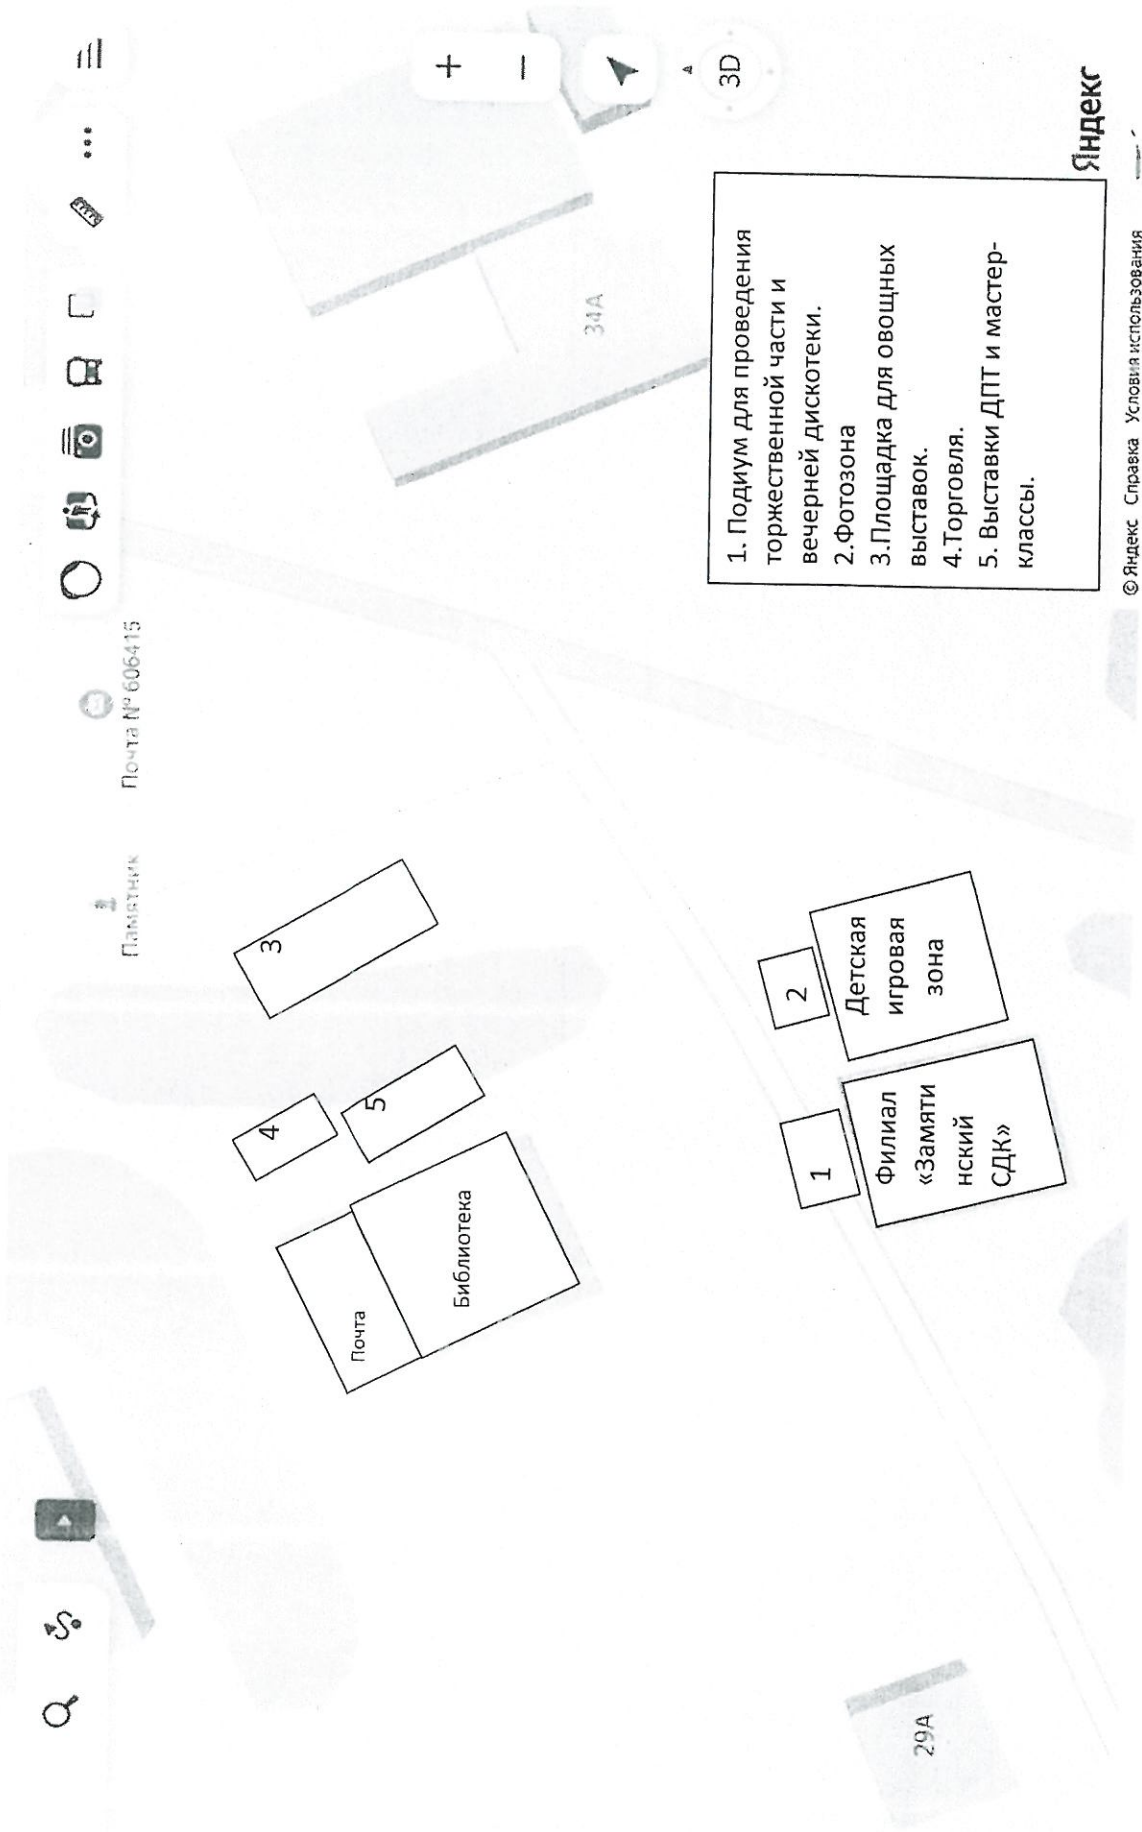 Памятник
Почта № 606415
3D
34А
3
4
5
Почта
Библиотека
2
1
Детская
игровая
зона
Филиал
«Замяти
нский
СДК»
29А
1. Подиум для проведения
торжественной части и
вечерней дискотеки.
2.Фотозона
3.Площадка для овощных
выставок.
4.Торговля.
5. Выставки ДПТ и мастер-
классы.
Яндекс
© Яндекс Справка Условия использования